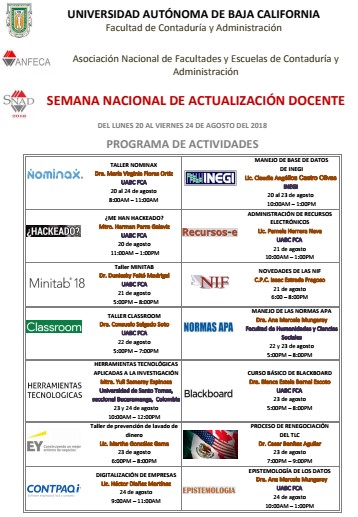 UNIVERSIDAD AUTÓNOMA DE BAJA CALIFORNIA
Facultad de Contaduría y Administración
ANFECA
Asociación Nacional de Facultades y Escuelas de Contaduría y
Administración
SNAD
2018
SEMANA NACIONAL DE ACTUALIZACIÓN DOCENTE
DEL LUNES 20 AL VIERNES 24 DE AGOSTO DEL 2018
PROGRAMA DE ACTIVIDADES
Nominax.
TALLER NOMINAX
Dra. María Virginia Flores Ortiz
UABC FCA
20 al 24 de agosto
8:00AM – 11:00AM
INEGI
MANEJO DE BASE DE DATOS
DE INEGI
Lic. Claudia Angélica Castro Olivas
INEGI
20 al 23 de agosto
10:00AM – 1:00PM
¿HACKEADO?
¿ME HAN HACKEADO?
Mtro. Herman Parra Galaviz
UABC FCA
20 de agosto
11:00AM – 1:00PM
Recursos-e
ADMINISTRACIÓN DE RECURSOS
ELECTRÓNICOS
Lic. Pamela Herrera Nava
UABC FCA
21 de agosto
10:00AM – 1:00PM
Minitab 18
Taller MINITAB
Madrigal
UABC FCA
21 de agosto
5:00PM – 8:00PM
NIF
NOVEDADES DE LAS NIF
C.P.C. Isaac Estrada Fragoso
21 de agosto
6:00 – 8:00PM
Classroom
TALLER CLASSROOM
Dra. Consuelo Salgado Soto
UABC FCA
22 de agosto
5:00PM – 7:00PM
NORMAS APA
MANEJO DE LAS NORMAS APA
Dra. Ana Marcela Mungaray
Facultad de Humanidades y Ciencias
Sociales
22 y 23 de agosto
5:00PM – 8:00PM
HERRAMIENTAS
TECNOLOGICAS
HERRAMIENTAS TECNOLÓGICAS
APLICADAS A LA INVESTIGACIÓN
Mtra. Yuli Samaray Espinosa
Universidad de Santo Tomas,
seccional Bucaramanga, Colombia
23 y 24 de agosto
10:00AM – 12:00PM
Blackboard
CURSO BÁSICO DE BLACKBOARD
Dra. Blanca Estela Bernal Escoto
UABC FCA
23 de agosto
5:00PM – 8:00PM
EY
Taller de prevención de lavado de
dinero
Lic. Martha González Garza
23 de agosto
6:00PM – 8:00PM
PROCESO DE RENEGOCIACIÓN
DEL TLC
Dr. Cesar Benítez Aguilar
23 de agosto
7:00PM – 9:00PM
CONTPAQi
DIGITALIZACIÓN DE EMPRESAS
Lic. Héctor Olañez Martínez
24 de agosto
9:00AM – 11:00AM
EPISTEMOLOGIA
EPISTEMOLOGÍA DE LOS DATOS
Dra. Ana Marcela Mungaray
UABC FCA
24 de agosto
10:00AM – 1:00PM